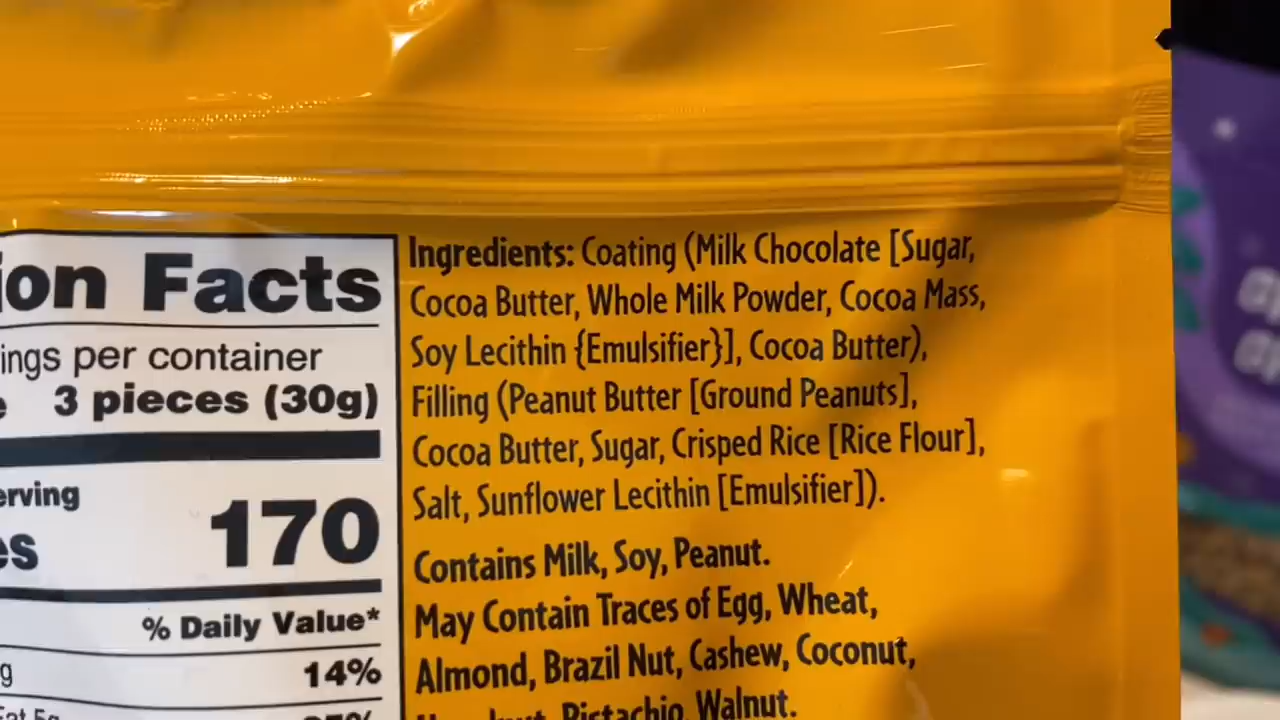 ion Facts
ings per container
3 pieces (30g)
erving
es 170
% Daily Value*
g 14%
Fat 5g
Ingredients: Coating (Milk Chocolate [Sugar,
Cocoa Butter, Whole Milk Powder, Cocoa Mass,
Soy Lecithin {Emulsifier}], Cocoa Butter),
Filling (Peanut Butter [Ground Peanuts],
Cocoa Butter, Sugar, Crisped Rice [Rice Flour],
Salt, Sunflower Lecithin [Emulsifier]).
Contains Milk, Soy, Peanut.
May Contain Traces of Egg, Wheat,
Almond, Brazil Nut, Cashew, Coconut,
Pistachio, Walnut.